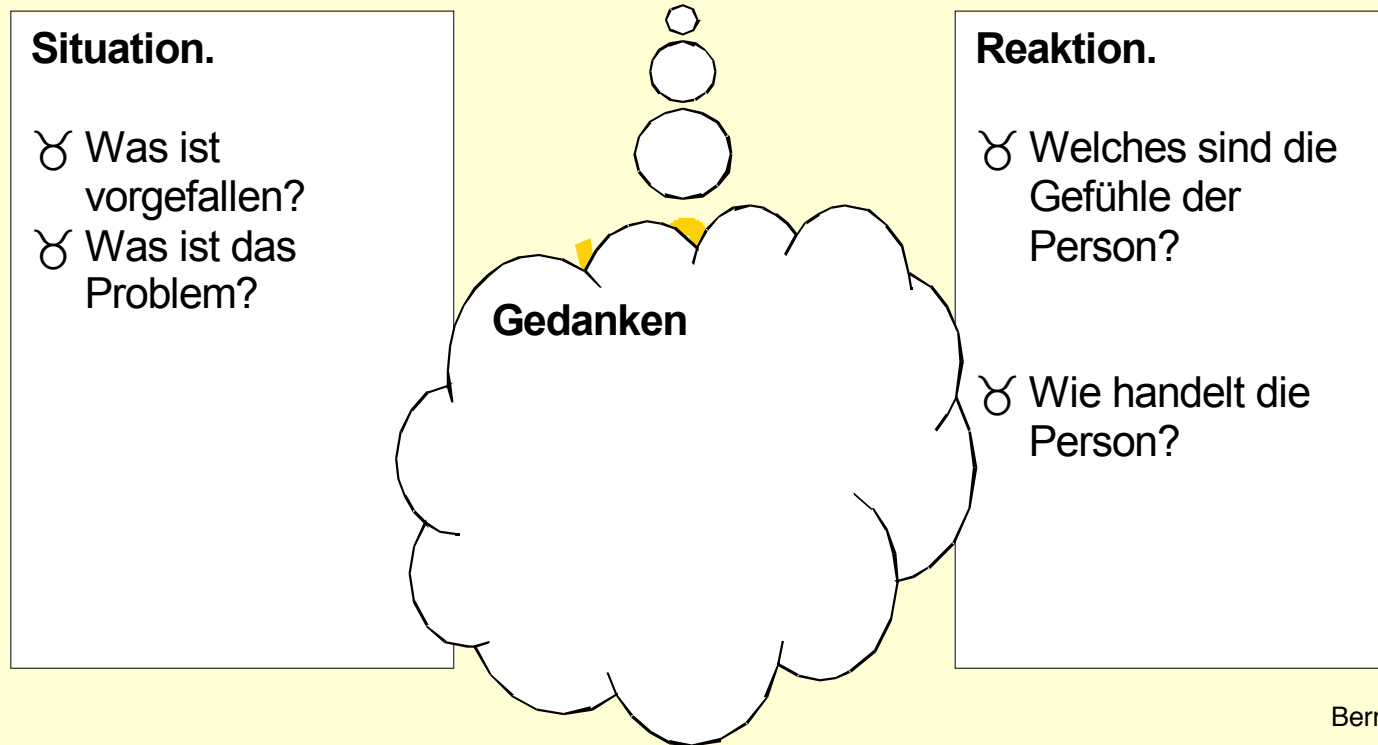 Situation.
♉ Was ist
vorgefallen?
♉ Was ist das
Problem?
Gedanken
Reaktion.
♉ Welches sind die
Gefühle der
Person?
♉ Wie handelt die
Person?